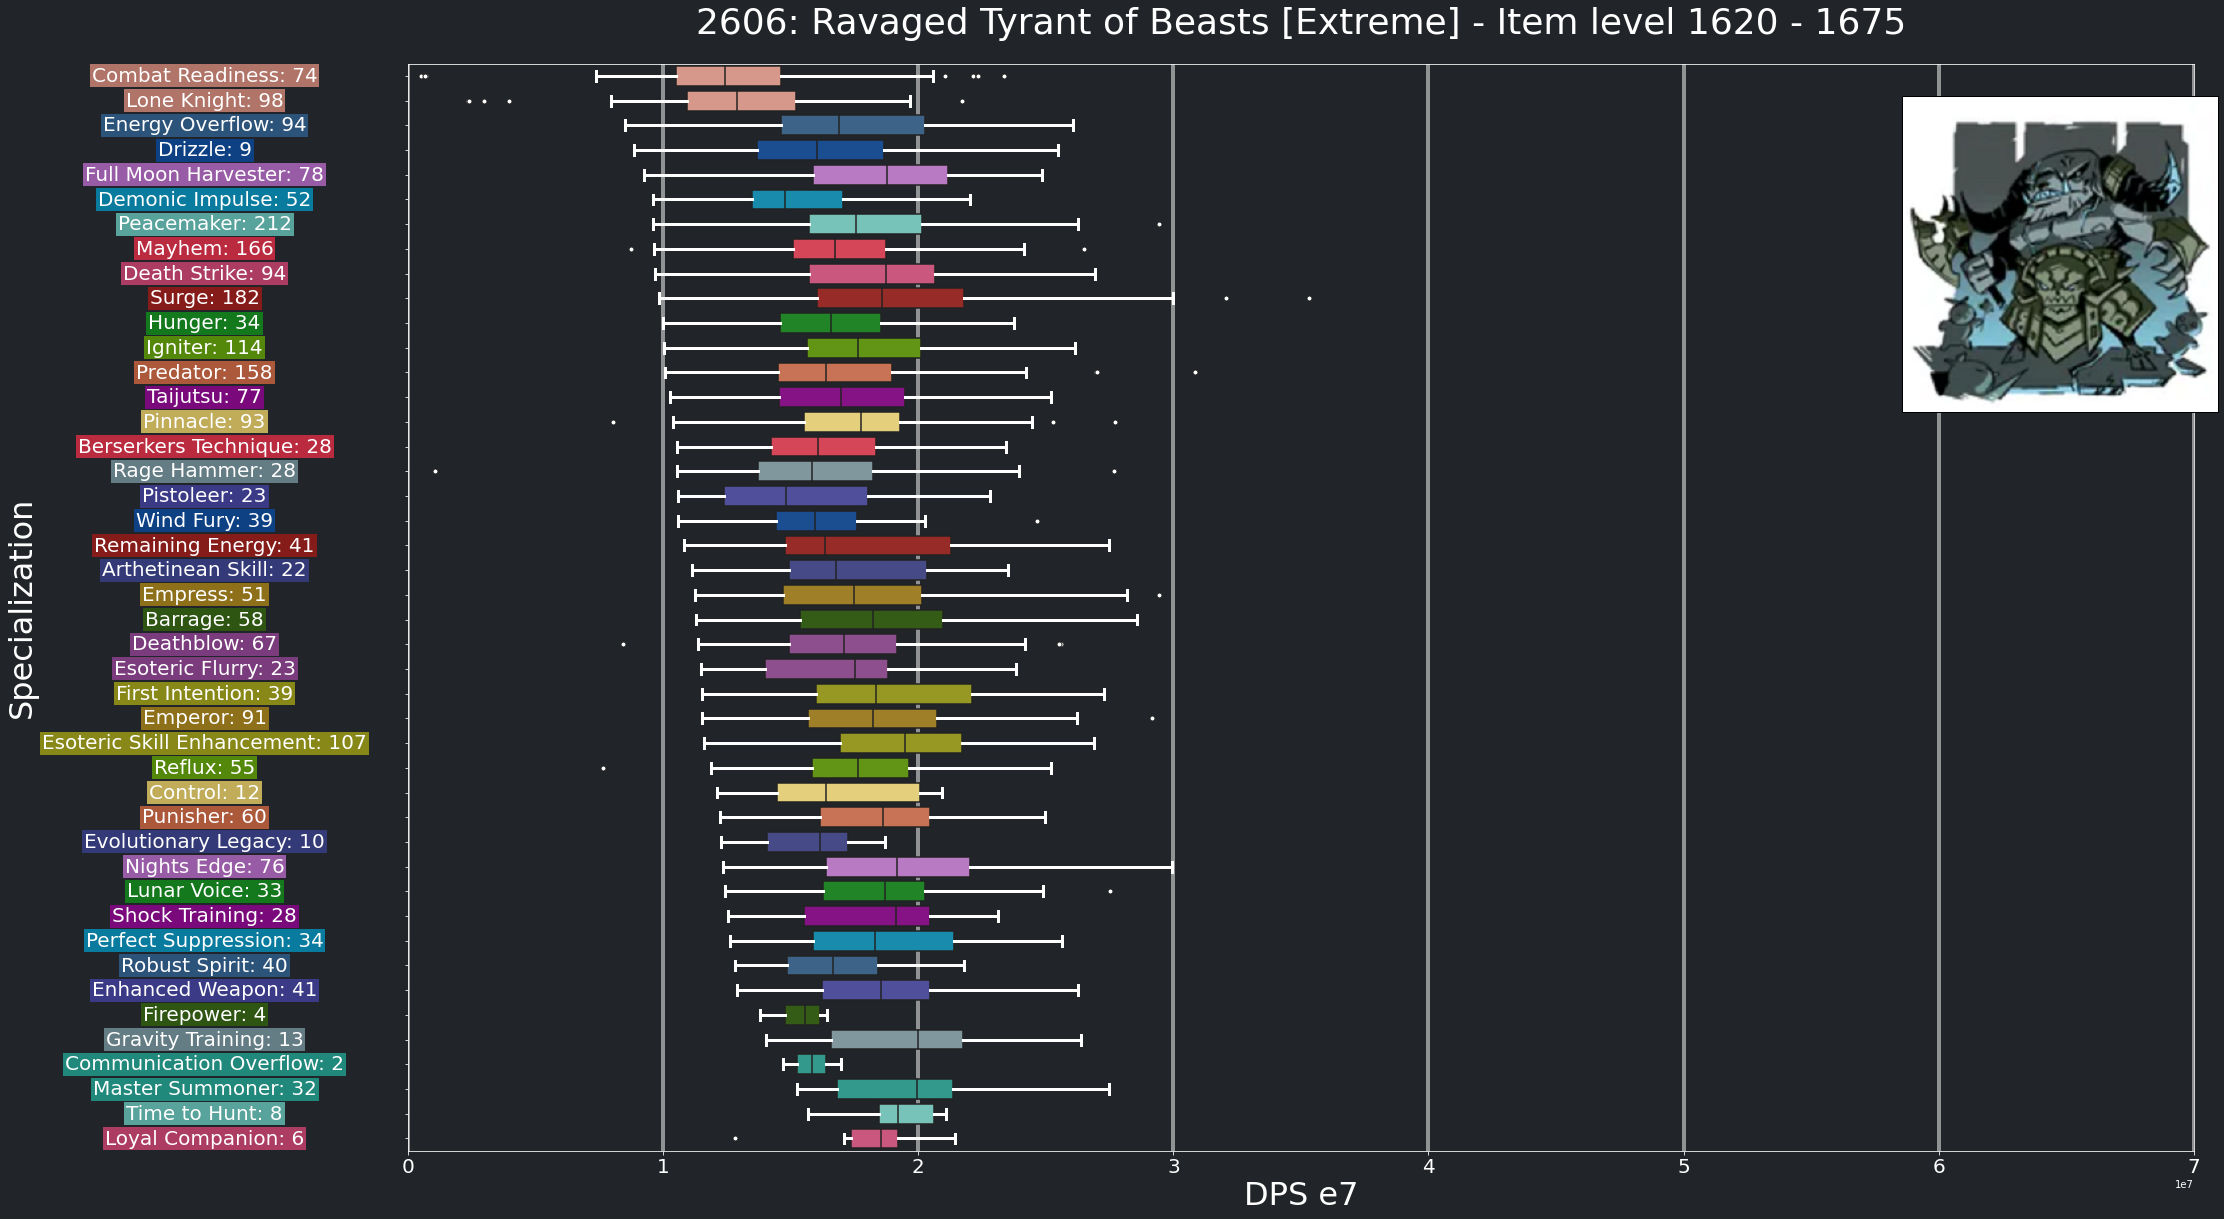 2606: Ravaged Tyrant of Beasts [Extreme] - Item level 1620 - 1675
Specialization
Combat Readiness: 74
Lone Knight: 98
Energy Overflow: 94
Drizzle: 9
Full Moon Harvester: 78
Demonic Impulse: 52
Peacemaker: 212
Mayhem: 166
Death Strike: 94
Surge: 182
Hunger: 34
Igniter: 114
Predator: 158
Taijutsu: 77
Pinnacle: 93
Berserkers Technique: 28
Rage Hammer: 28
Pistoleer: 23
Wind Fury: 39
Remaining Energy: 41
Arthetinean Skill: 22
Empress: 51
Barrage: 58
Deathblow: 67
Esoteric Flurry: 23
First Intention: 39
Emperor: 91
Esoteric Skill Enhancement: 107
Reflux: 55
Control: 12
Punisher: 60
Evolutionary Legacy: 10
Nights Edge: 76
Lunar Voice: 33
Shock Training: 28
Perfect Suppression: 34
Robust Spirit: 40
Enhanced Weapon: 41
Firepower: 4
Gravity Training: 13
Communication Overflow: 2
Master Summoner: 32
Time to Hunt: 8
Loyal Companion: 6
0 1 2 3 4 5 6 7
1e7
DPS e7